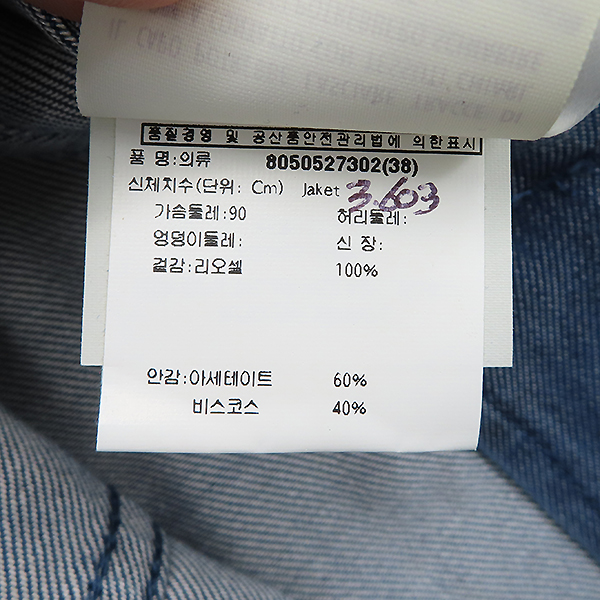 품질경영 및 공산품안전관리법에 의한표시
품 명:의류 8050527302(38)
신체치수(단위: Cm) Jaket 3.603
가슴둘레:90 허리둘레:
엉덩이둘레: 신 장:
겉감:리오셀 100%
안감:아세테이트 60%
비스코스 40%